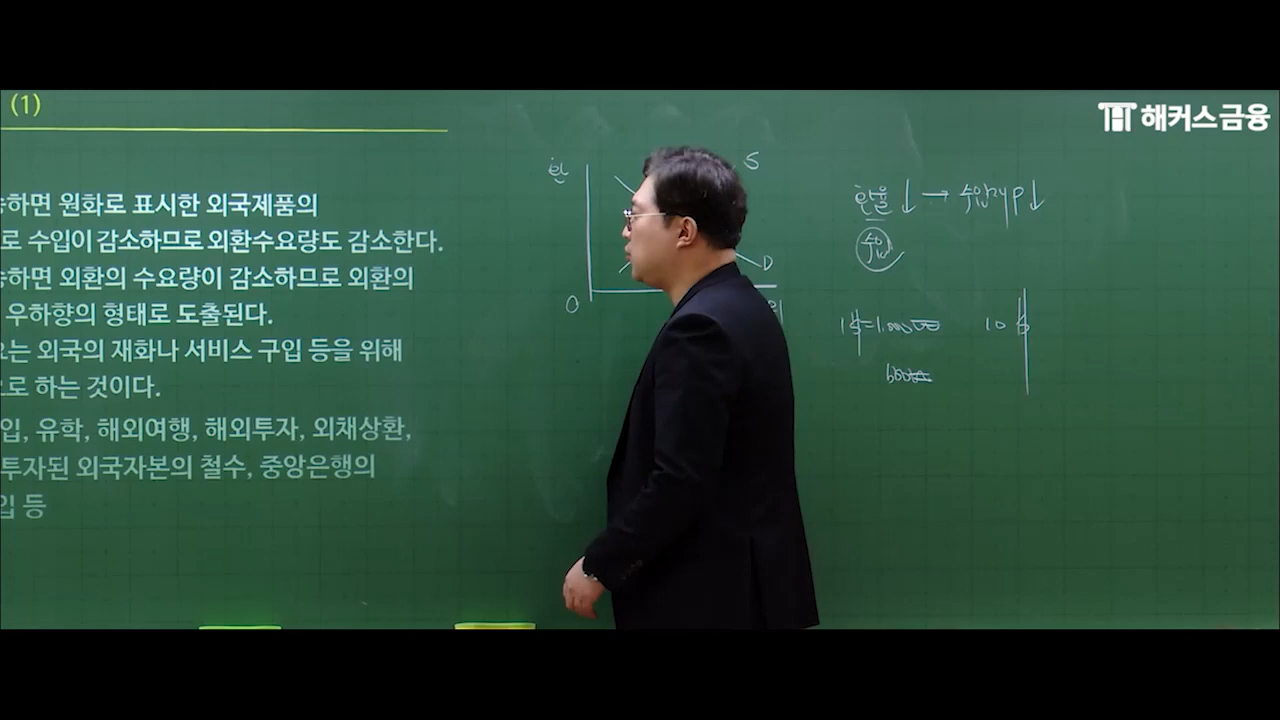 (1)
해커스금융
승하면 원화로 표시한 외국제품의
로 수입이 감소하므로 외환수요량도 감소한다.
승하면 외환의 수요량이 감소하므로 외환의
우하향의 형태로 도출된다.
요는 외국의 재화나 서비스 구입 등을 위해
으로 하는 것이다.
입, 유학, 해외여행, 해외투자, 외채상환,
투자된 외국자본의 철수, 중앙은행의
입 등
환
S
D
0
환율↓ → 수입재P↓
수입
1$=1,000
10$